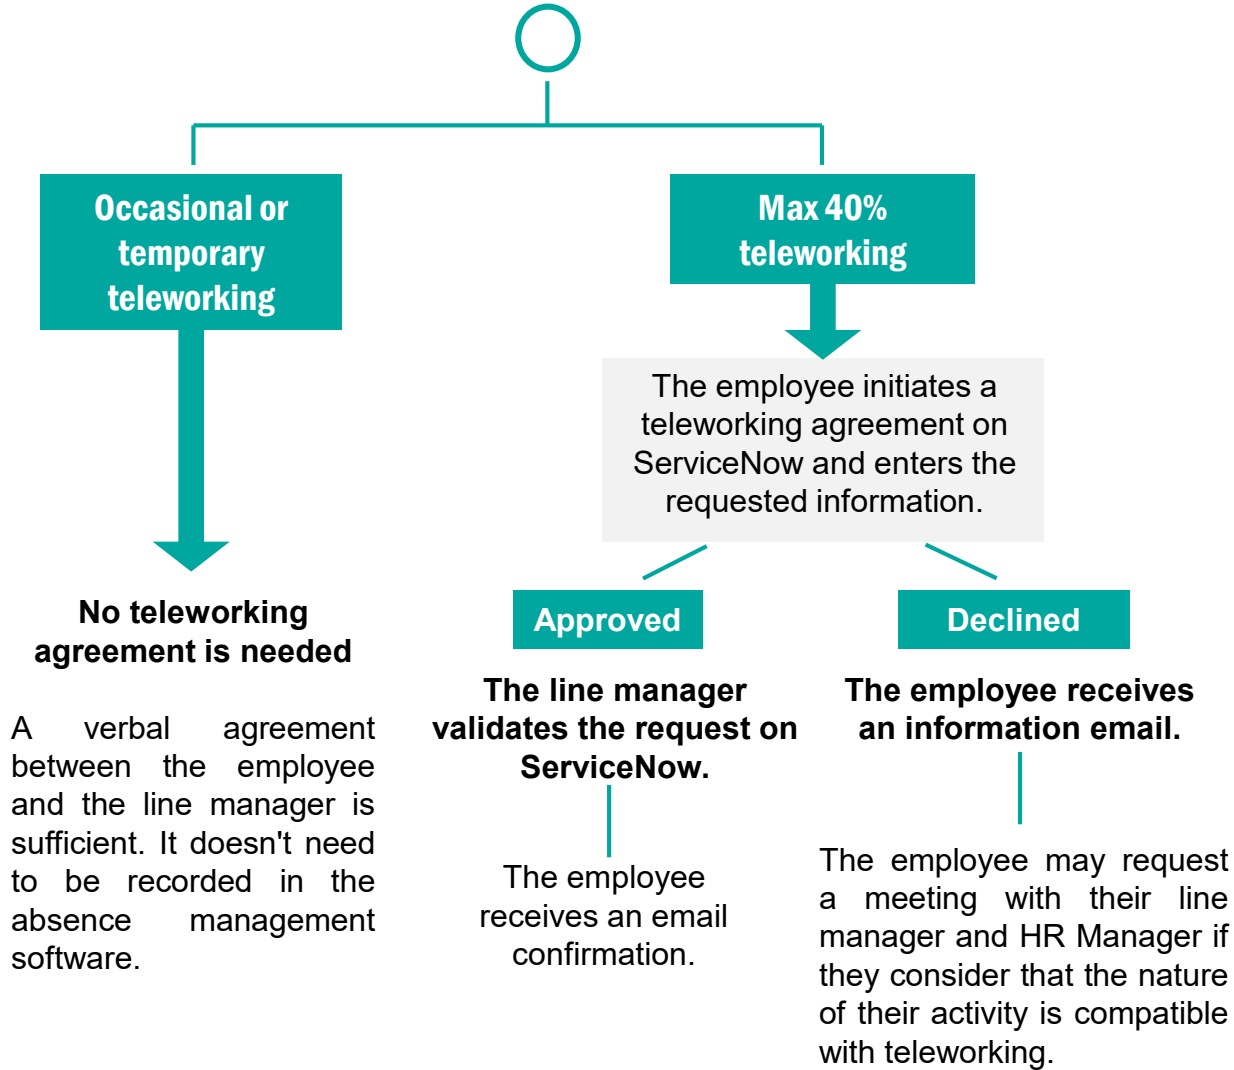 Occasional or
temporary
teleworking
No teleworking
agreement is needed
A verbal agreement
between the employee
and the line manager is
sufficient. It doesn't need
to be recorded in the
absence management
software.
Max 40%
teleworking
The employee initiates a
teleworking agreement on
ServiceNow and enters the
requested information.
Approved
The line manager
validates the request on
ServiceNow.
The employee
receives an email
confirmation.
Declined
The employee receives
an information email.
The employee may request
a meeting with their line
manager and HR Manager if
they consider that the nature
of their activity is compatible
with teleworking.